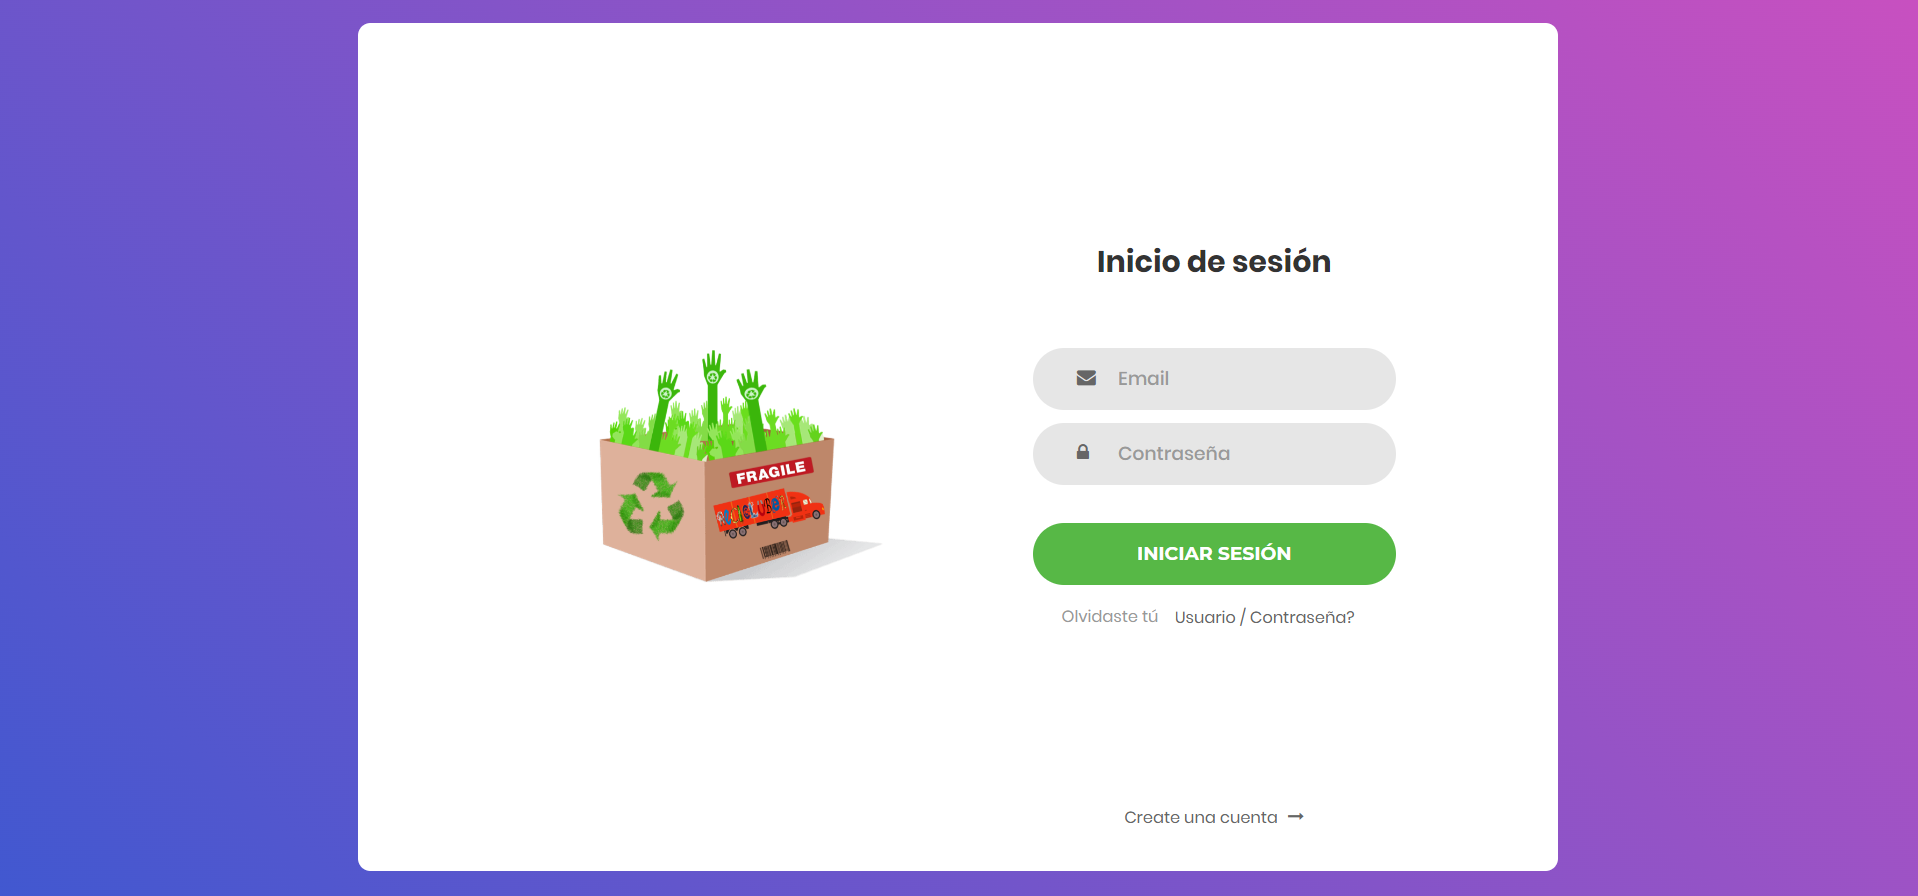 Inicio de sesión
Email
Contraseña
FRAGILE
INICIAR SESIÓN
Olvidaste tú Usuario / Contraseña?
Create una cuenta